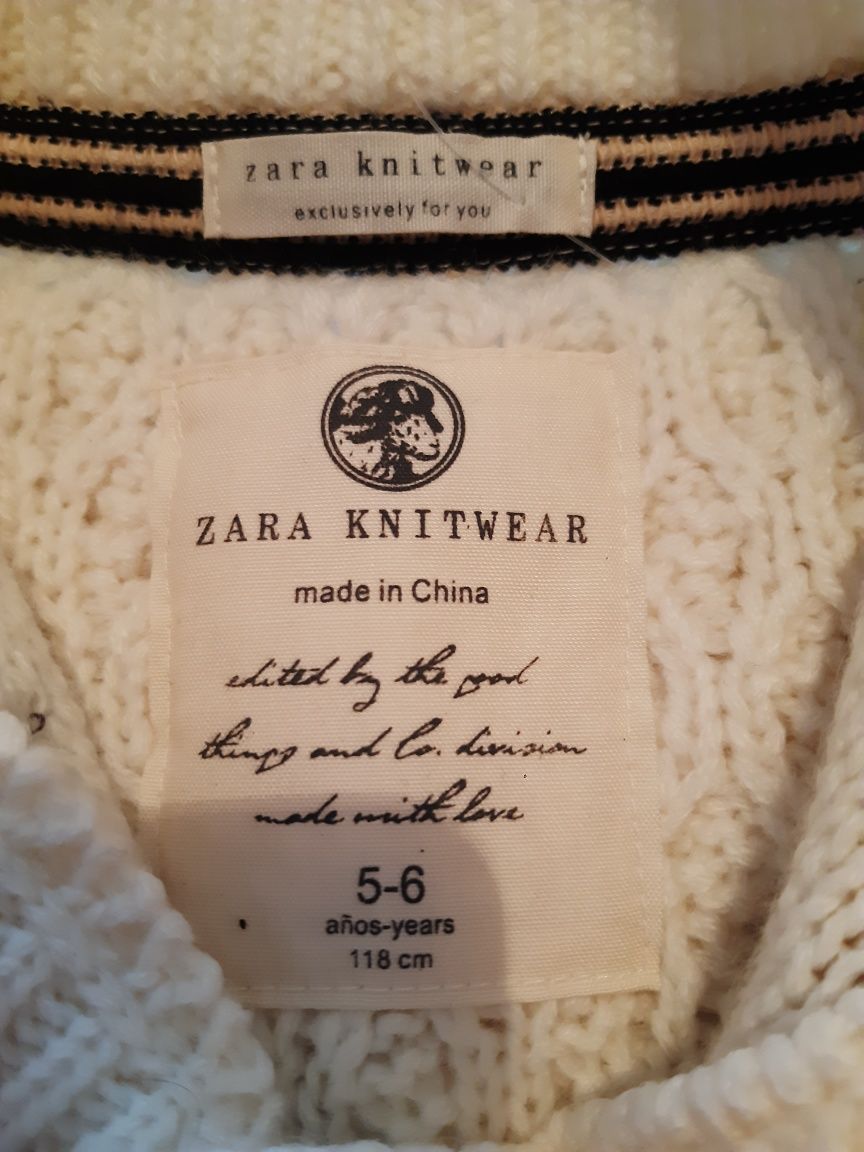 zara knitwear
exclusively for you
ZARA KNITWEAR
made in China
edited by the good
things and Co. division
made with love
5-6
años-years
118 cm